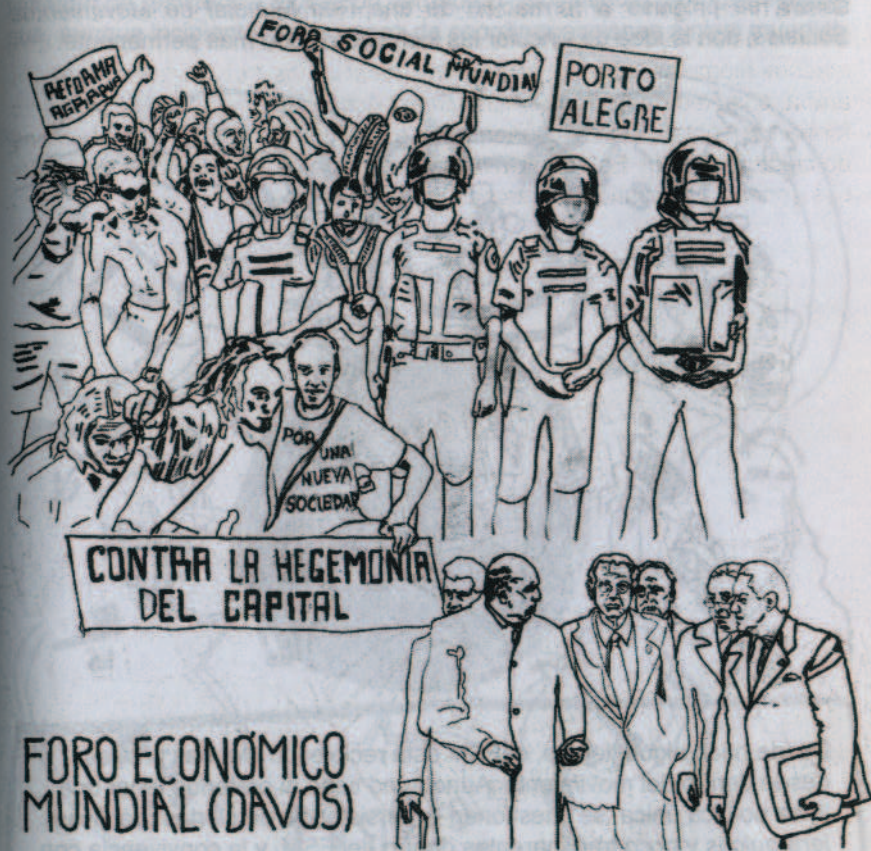 REFORMA
AGRARIA
FORO SOCIAL MUNDIAL
PORTO
ALEGRE
POR
UNA
NUEVA
SOCIEDAD
CONTRA LA HEGEMONÍA
DEL CAPITAL
FORO ECONÓMICO
MUNDIAL (DAVOS)